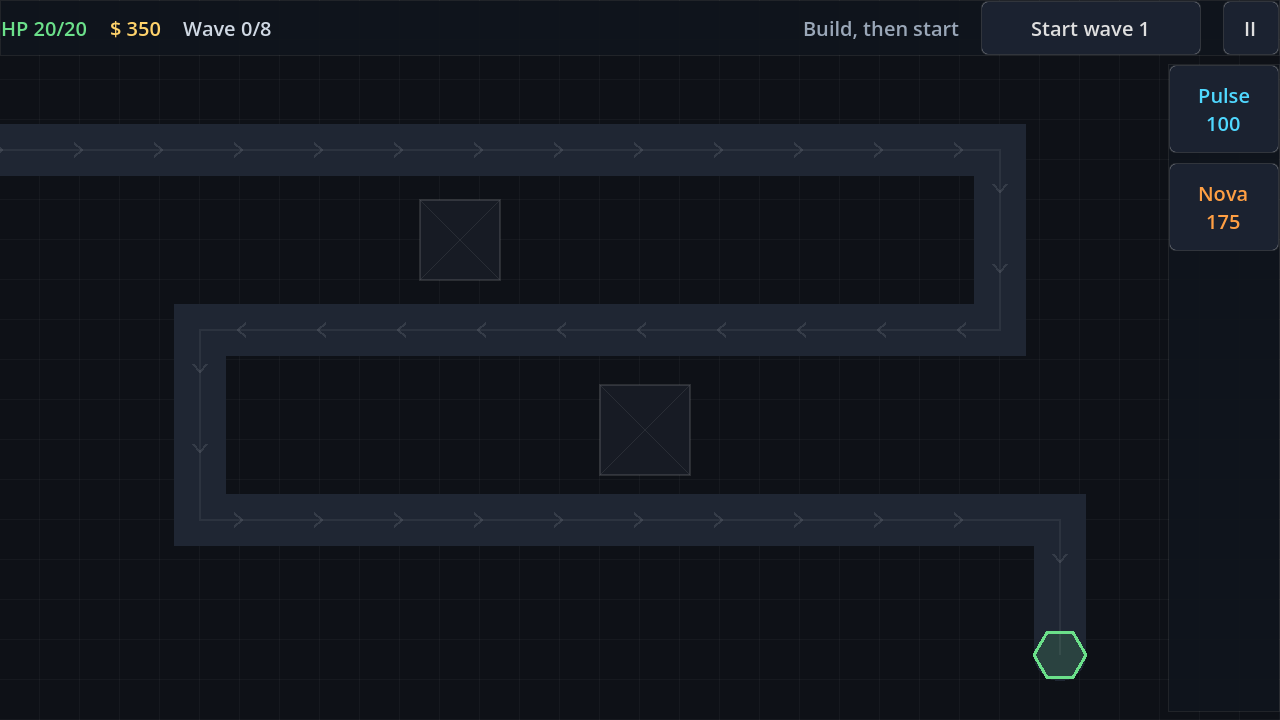 HP 20/20 $ 350 Wave 0/8 Build, then start Start wave 1 II
Pulse
100
Nova
175